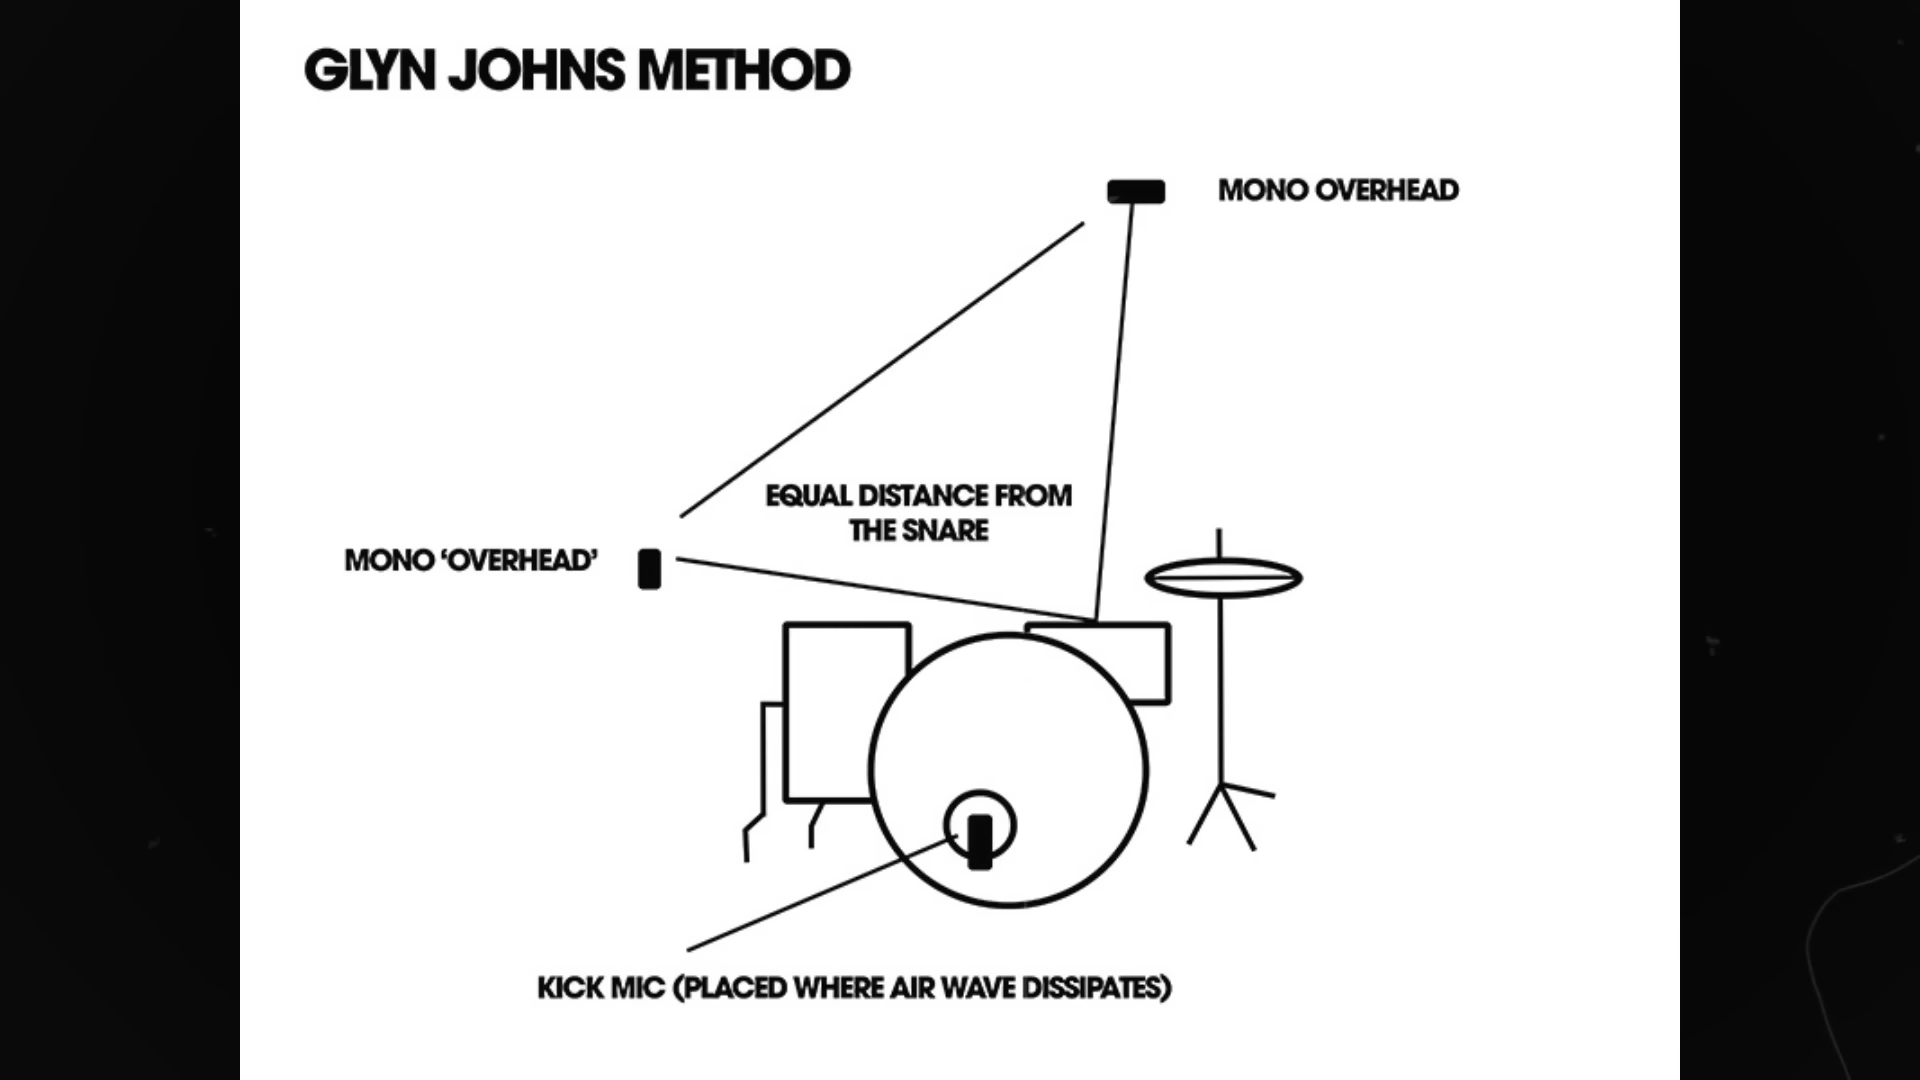 GLYN JOHNS METHOD
MONO OVERHEAD
EQUAL DISTANCE FROM
THE SNARE
MONO ‘OVERHEAD’
KICK MIC (PLACED WHERE AIR WAVE DISSIPATES)